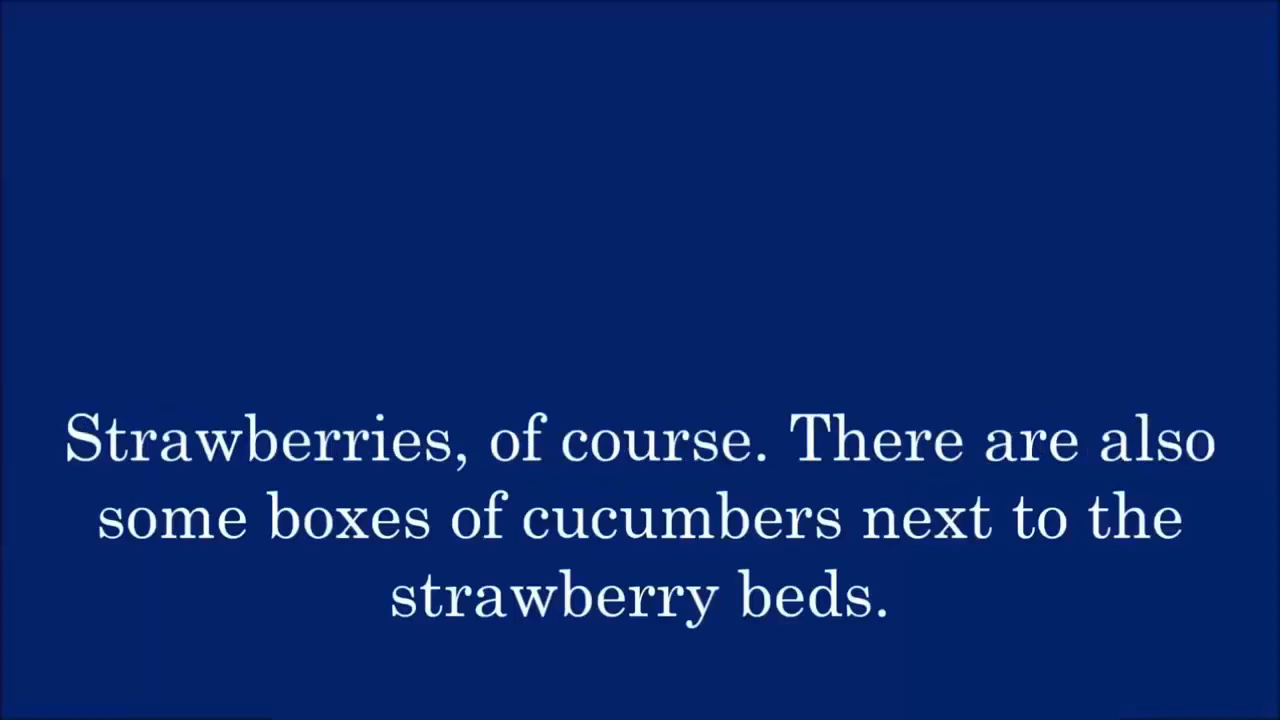 Strawberries, of course. There are also
some boxes of cucumbers next to the
strawberry beds.